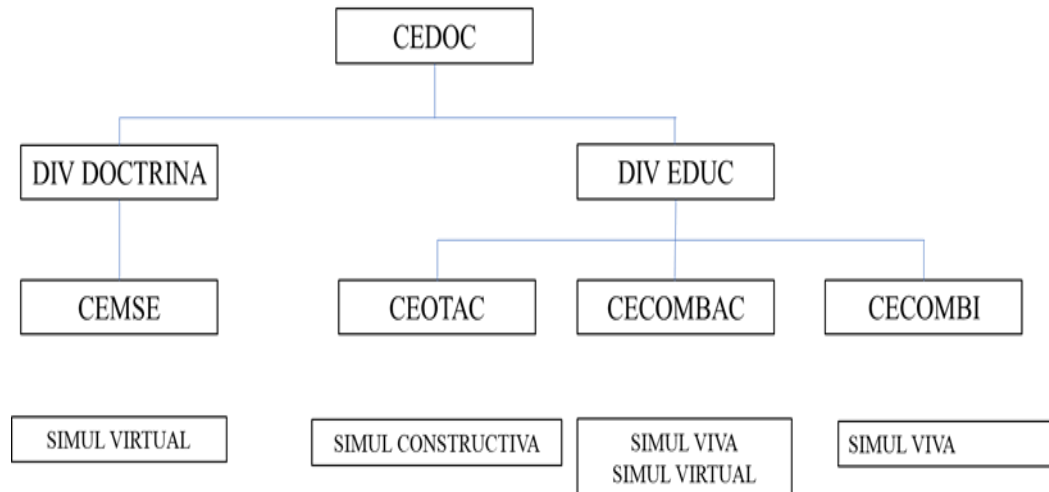 CEDOC
DIV DOCTRINA
DIV EDUC
CEMSE
CEOTAC
CECOMBAC
CECOMBI
SIMUL VIRTUAL
SIMUL CONSTRUCTIVA
SIMUL VIVA
SIMUL VIRTUAL
SIMUL VIVA